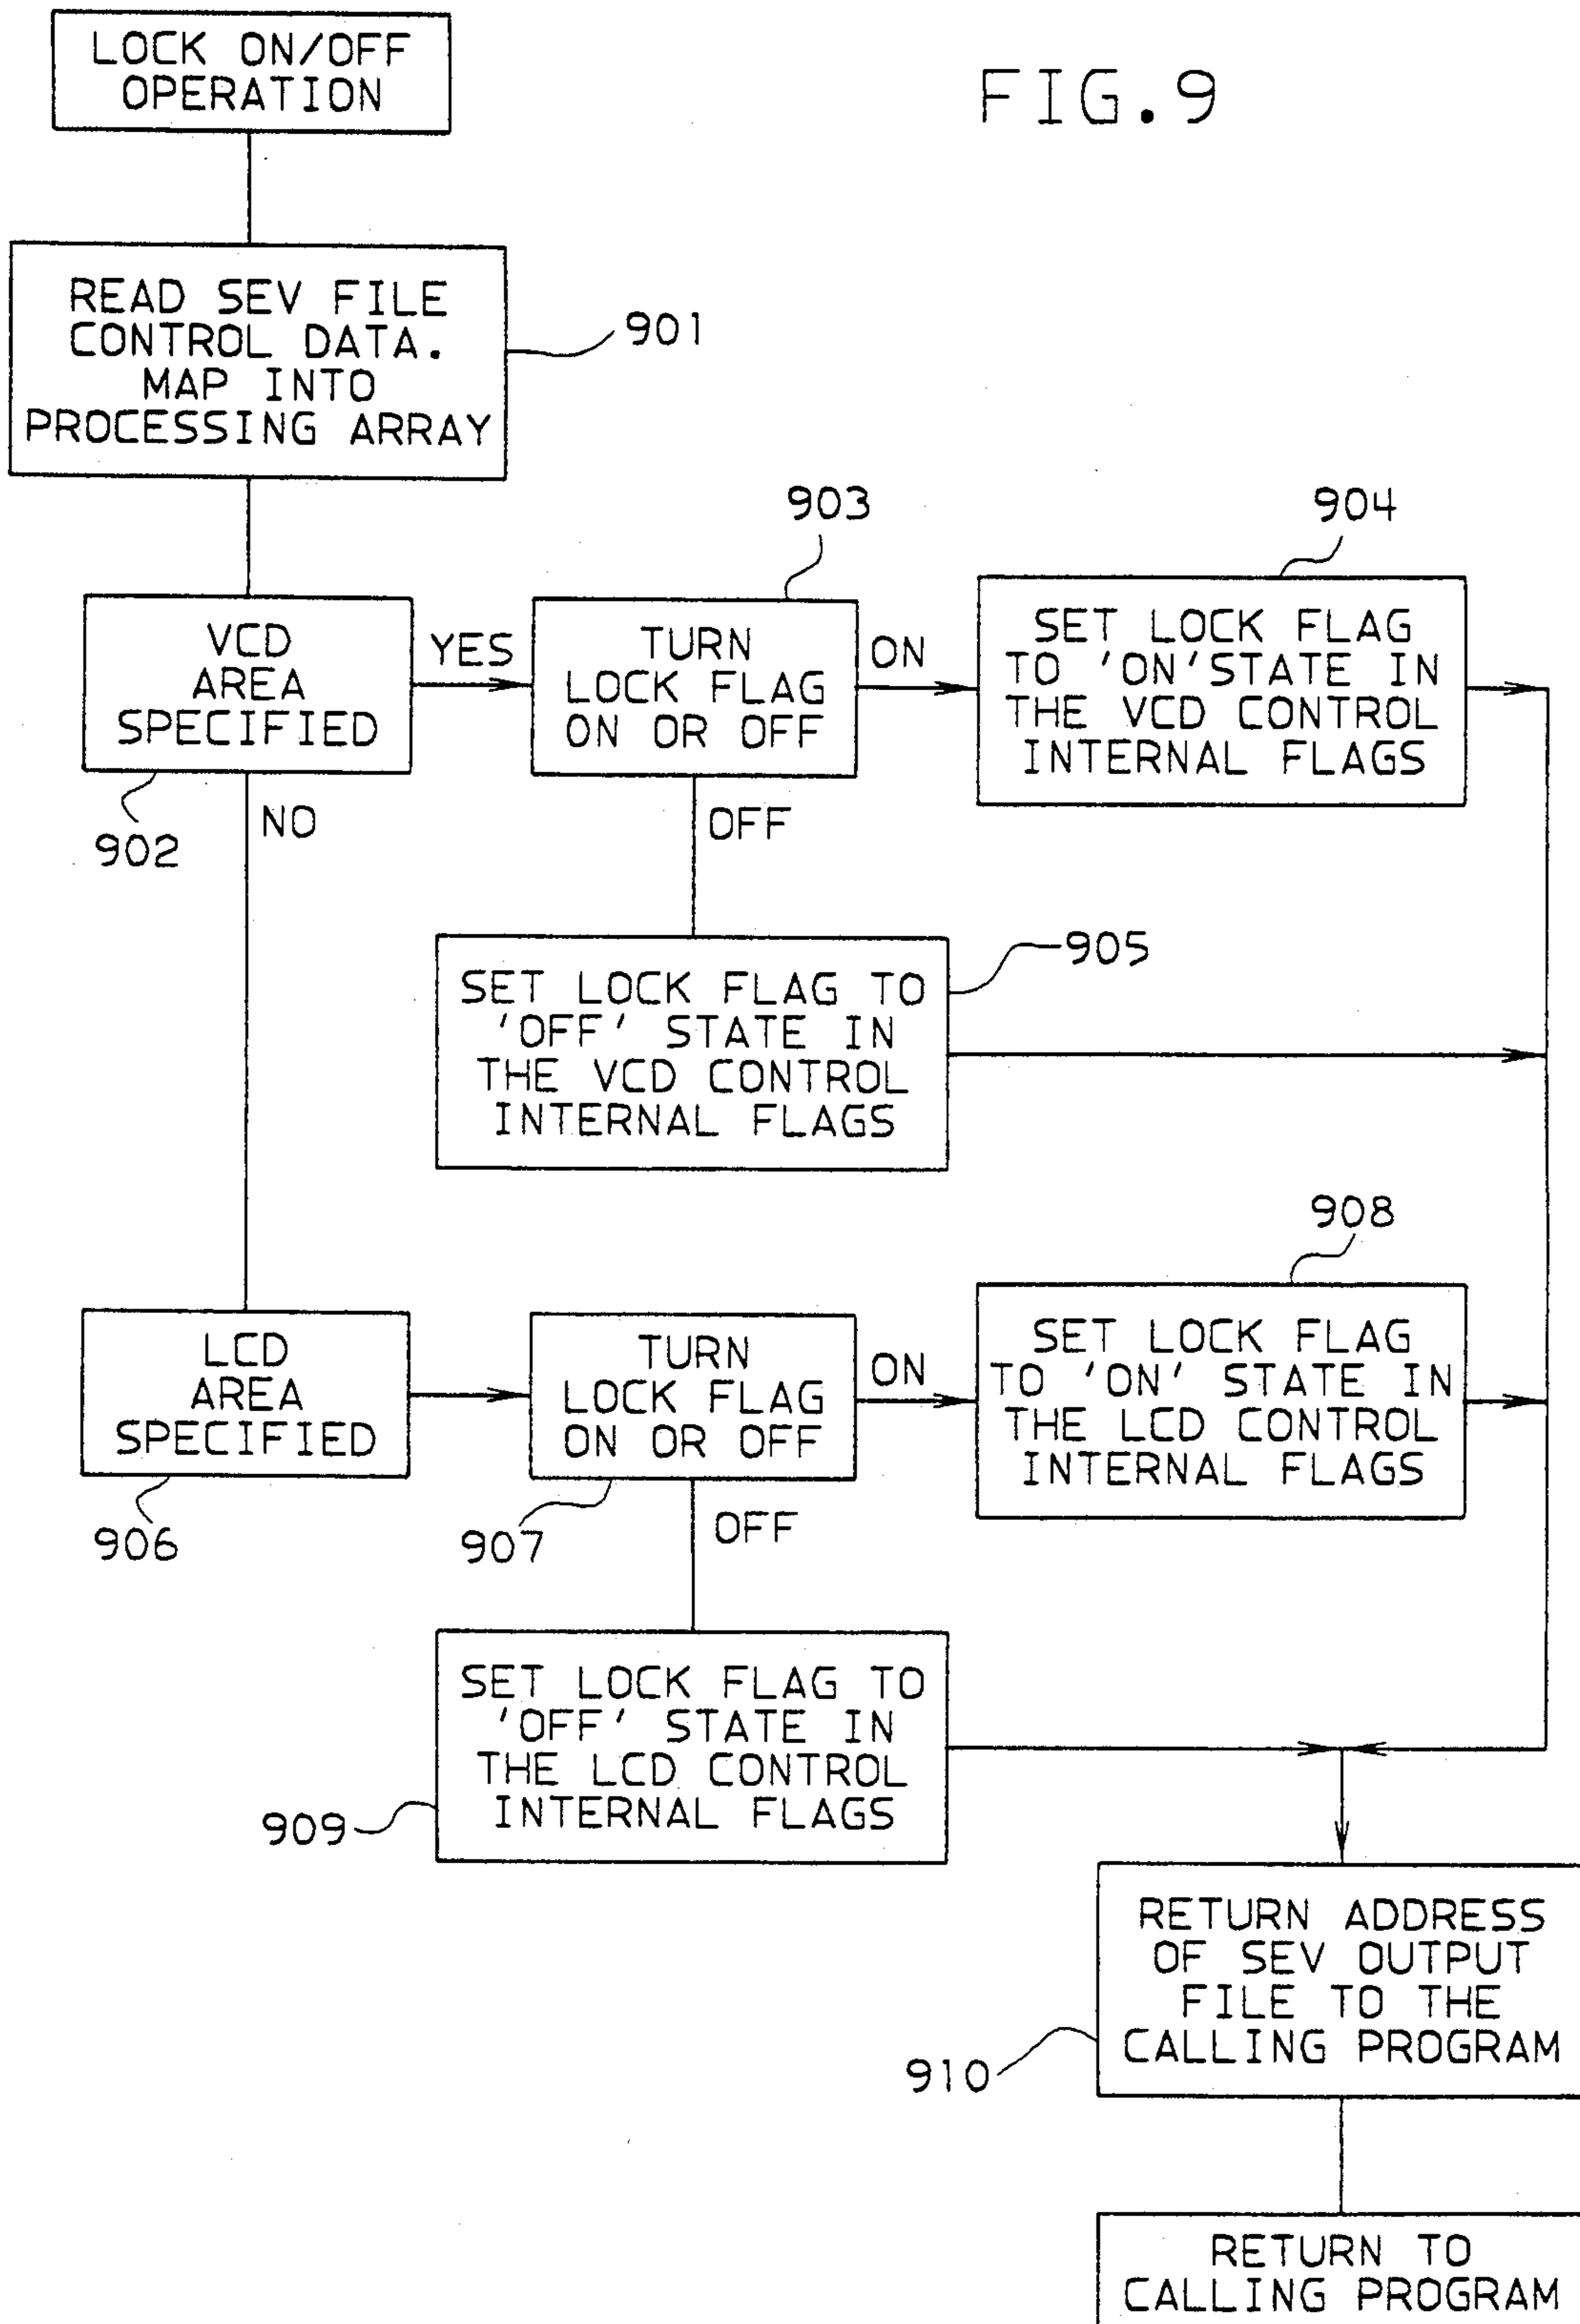 LOCK ON/OFF
OPERATION
FIG.9
READ SEV FILE
CONTROL DATA.
MAP INTO
PROCESSING ARRAY
901
903
904
VCD
AREA
SPECIFIED
YES
TURN
LOCK FLAG
ON OR OFF
ON
SET LOCK FLAG
TO 'ON'STATE IN
THE VCD CONTROL
INTERNAL FLAGS
902
NO
OFF
905
SET LOCK FLAG TO
'OFF' STATE IN
THE VCD CONTROL
INTERNAL FLAGS
908
LCD
AREA
SPECIFIED
TURN
LOCK FLAG
ON OR OFF
ON
SET LOCK FLAG
TO 'ON' STATE IN
THE LCD CONTROL
INTERNAL FLAGS
906
907
OFF
SET LOCK FLAG TO
'OFF' STATE IN
THE LCD CONTROL
INTERNAL FLAGS
909
RETURN ADDRESS
OF SEV OUTPUT
FILE TO THE
CALLING PROGRAM
910
RETURN TO
CALLING PROGRAM